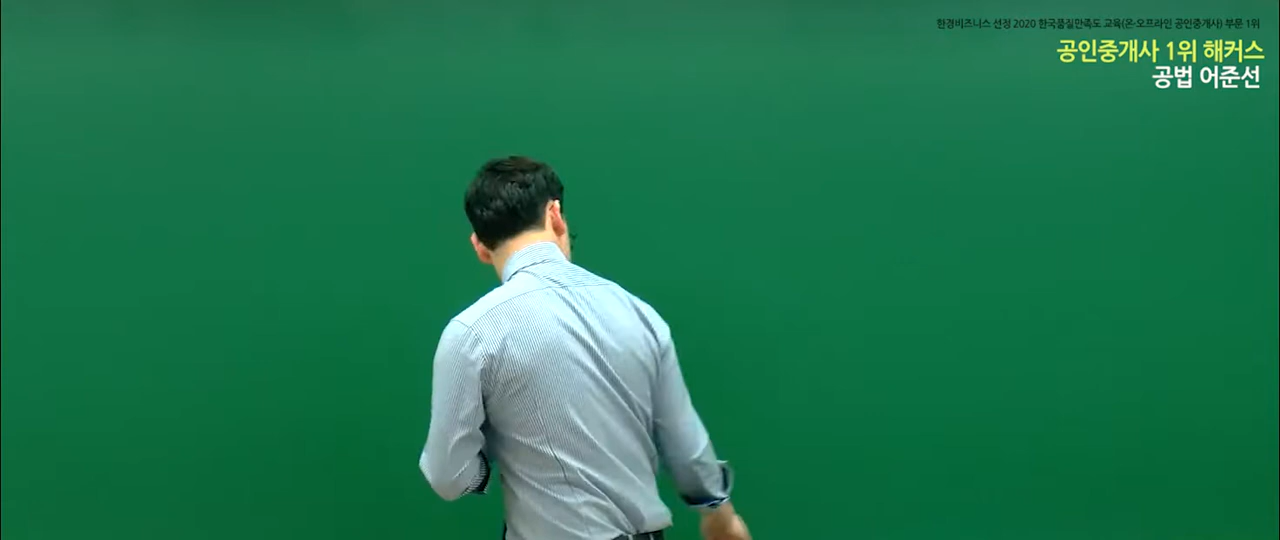 한경비즈니스 선정 2020 한국품질만족도 교육(온·오프라인 공인중개사) 부문 1위
공인중개사 1위 해커스
공법 어준선